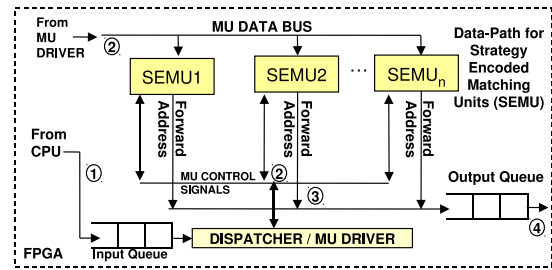 From
MU
DRIVER
②
MU DATA BUS
Data-Path for
Strategy
Encoded
Matching
Units (SEMU)
SEMU1
SEMU2
...
SEMUn
Forward
Address
Forward
Address
Forward
Address
From
CPU
①
MU CONTROL
SIGNALS
②
③
Output Queue
④
Input Queue
DISPATCHER / MU DRIVER
FPGA